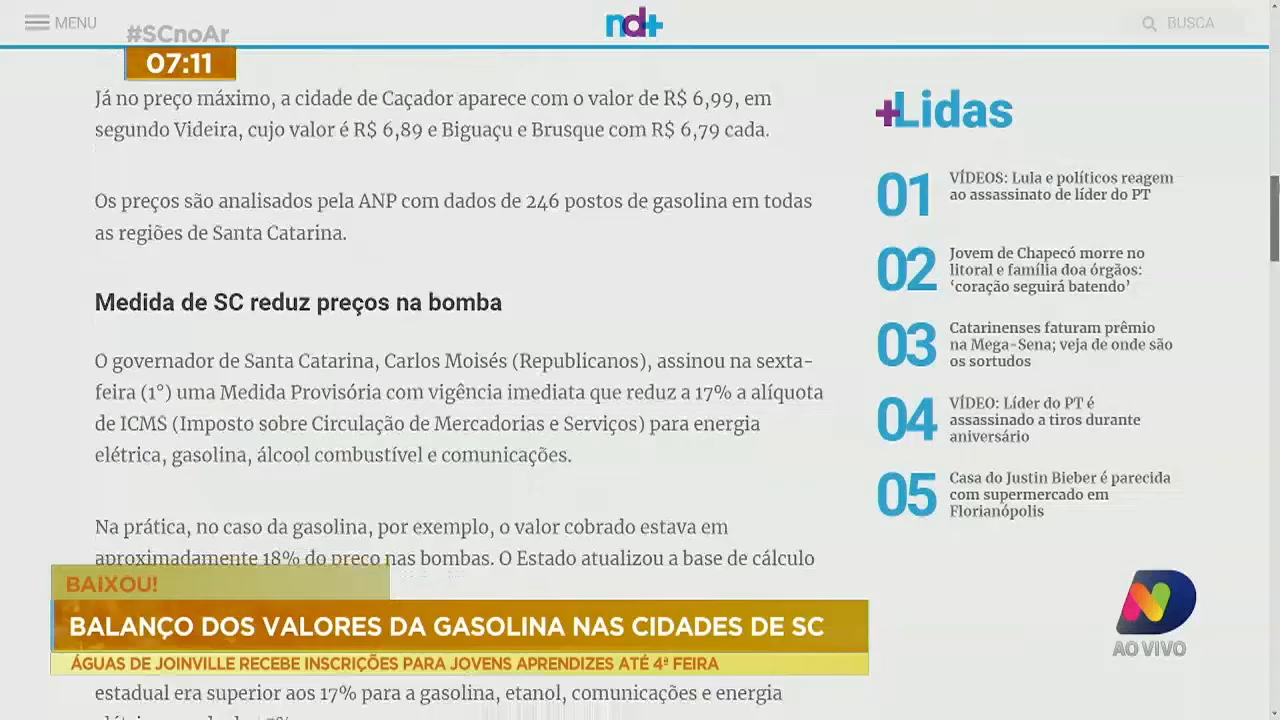 MENU
#SCnoAr
07:11
nd+
BUSCA
Já no preço máximo, a cidade de Caçador aparece com o valor de R$ 6,99, em
segundo Videira, cujo valor é R$ 6,89 e Biguaçu e Brusque com R$ 6,79 cada.
Os preços são analisados pela ANP com dados de 246 postos de gasolina em todas
as regiões de Santa Catarina.
Medida de SC reduz preços na bomba
O governador de Santa Catarina, Carlos Moisés (Republicanos), assinou na sexta-
feira (1°) uma Medida Provisória com vigência imediata que reduz a 17% a alíquota
de ICMS (Imposto sobre Circulação de Mercadorias e Serviços) para energia
elétrica, gasolina, álcool combustível e comunicações.
Na prática, no caso da gasolina, por exemplo, o valor cobrado estava em
aproximadamente 18% do preço nas bombas. O Estado atualizou a base de cálculo
+Lidas
01
VÍDEOS: Lula e políticos reagem
ao assassinato de líder do PT
02
Jovem de Chapecó morre no
litoral e família doa órgãos:
‘coração seguirá batendo’
03
Catarinenses faturam prêmio
na Mega-Sena; veja de onde são
os sortudos
04
VÍDEO: Líder do PT é
assassinado a tiros durante
aniversário
05
Casa do Justin Bieber é parecida
com supermercado em
Florianópolis
BAIXOU!
BALANÇO DOS VALORES DA GASOLINA NAS CIDADES DE SC
ÁGUAS DE JOINVILLE RECEBE INSCRIÇÕES PARA JOVENS APRENDIZES ATÉ 4ª FEIRA
AO VIVO
estadual era superior aos 17% para a gasolina, etanol, comunicações e energia